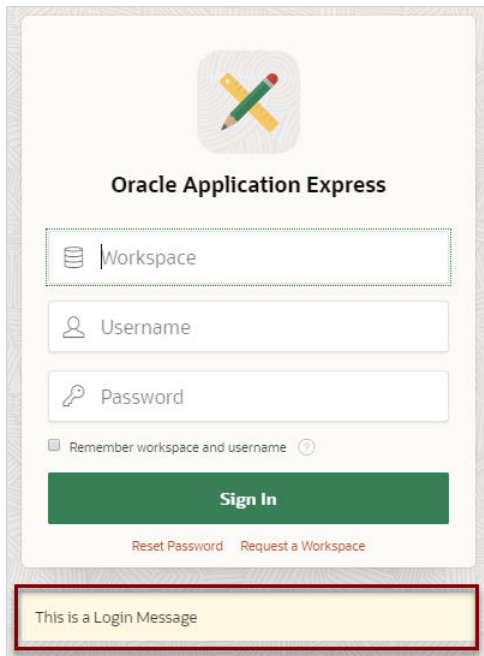 Oracle Application Express
Workspace
Username
Password
Remember workspace and username ?
Sign In
Reset Password Request a Workspace
This is a Login Message